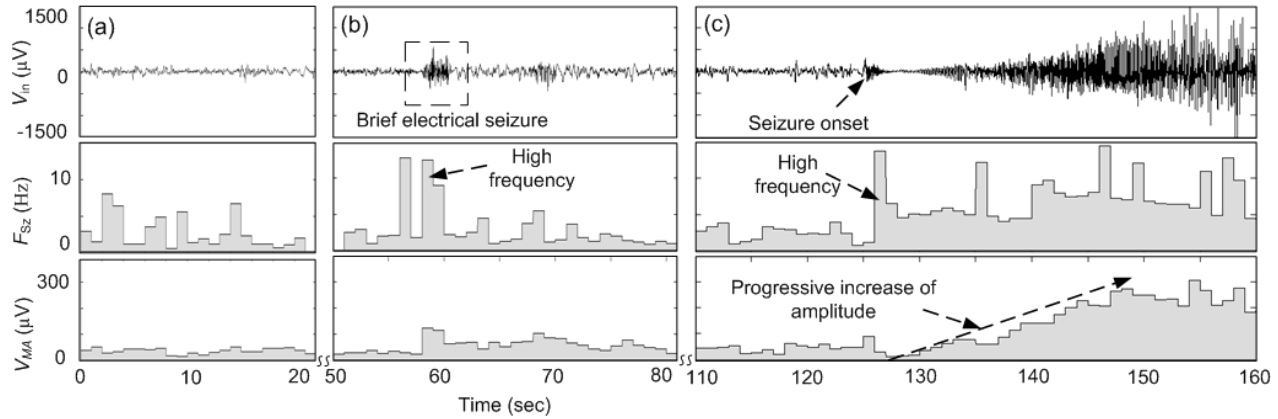 (a)
(b)
(c)
1500
0
-1500
V_in (μV)
Brief electrical seizure
Seizure onset
10
0
F_Sz (Hz)
High
frequency
High
frequency
300
0
V_MA (μV)
Progressive increase of
amplitude
0 10 20 50 60 70 80 110 120 130 140 150 160
Time (sec)